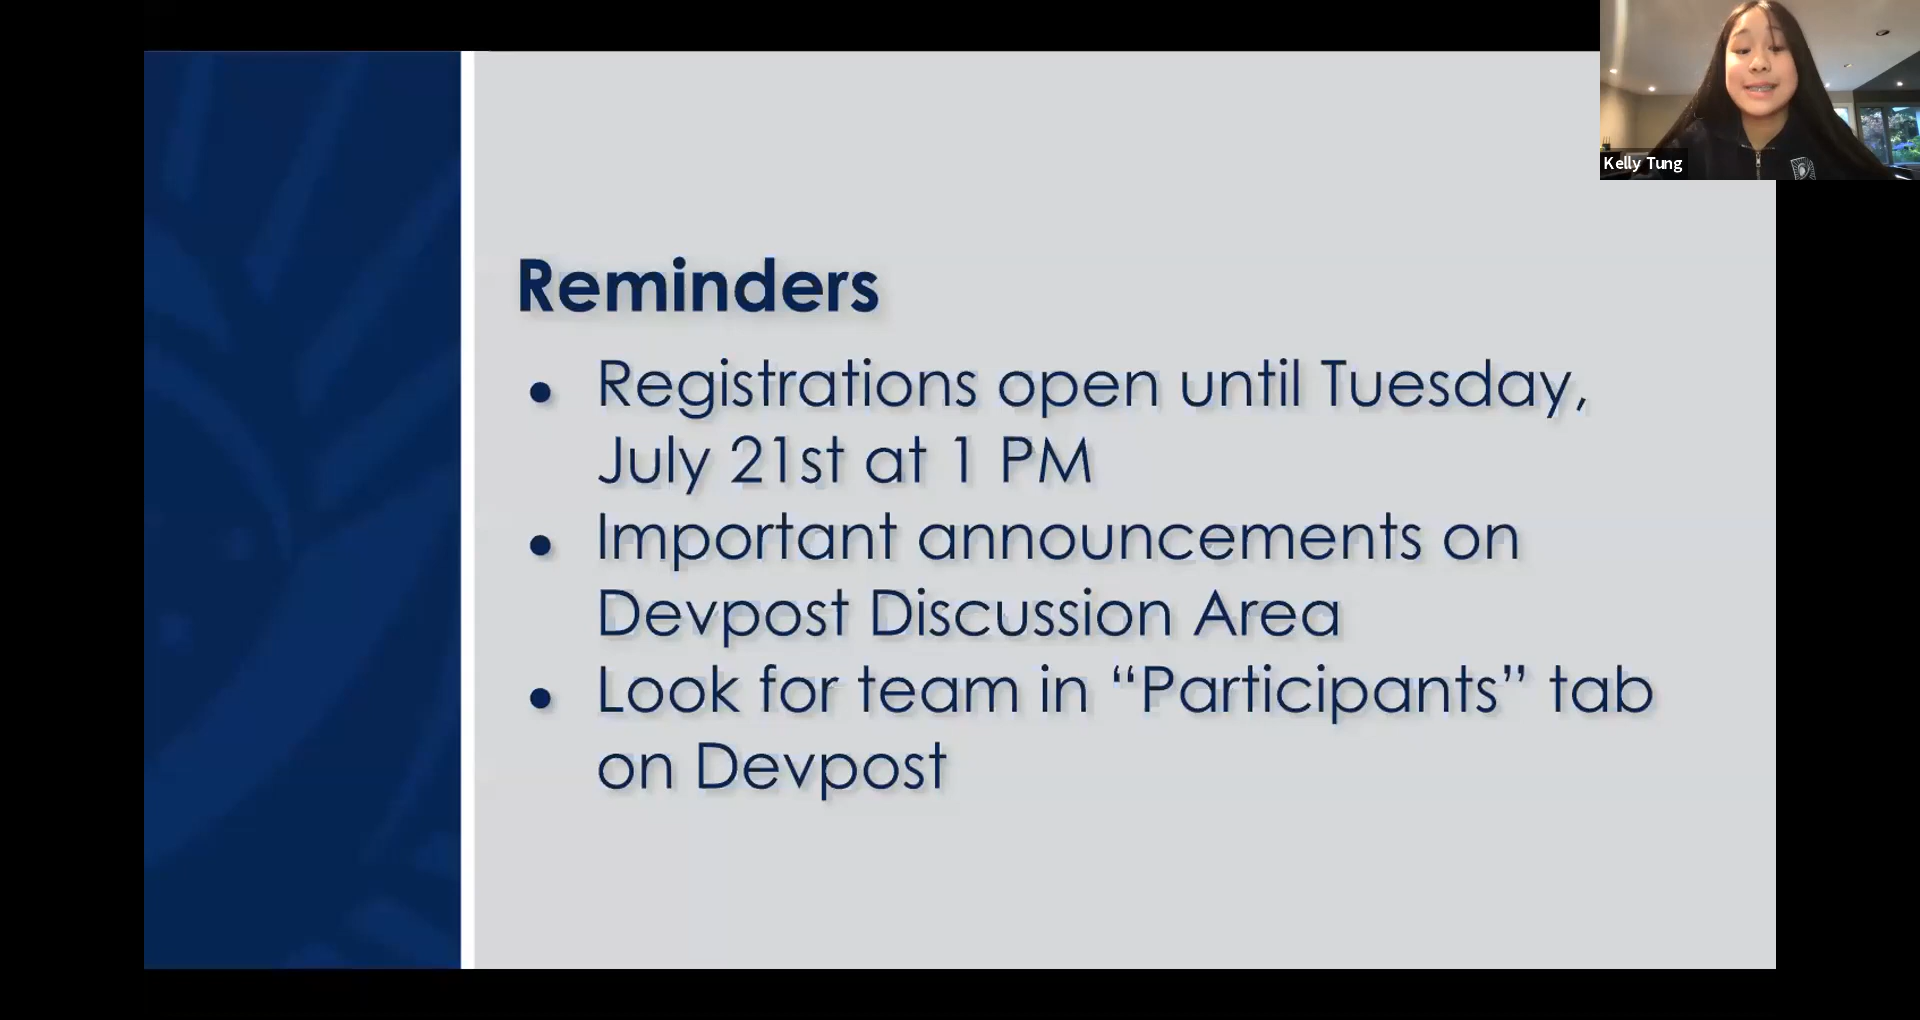 Kelly Tung
Reminders
● Registrations open until Tuesday,
July 21st at 1 PM
● Important announcements on
Devpost Discussion Area
● Look for team in “Participants” tab
on Devpost